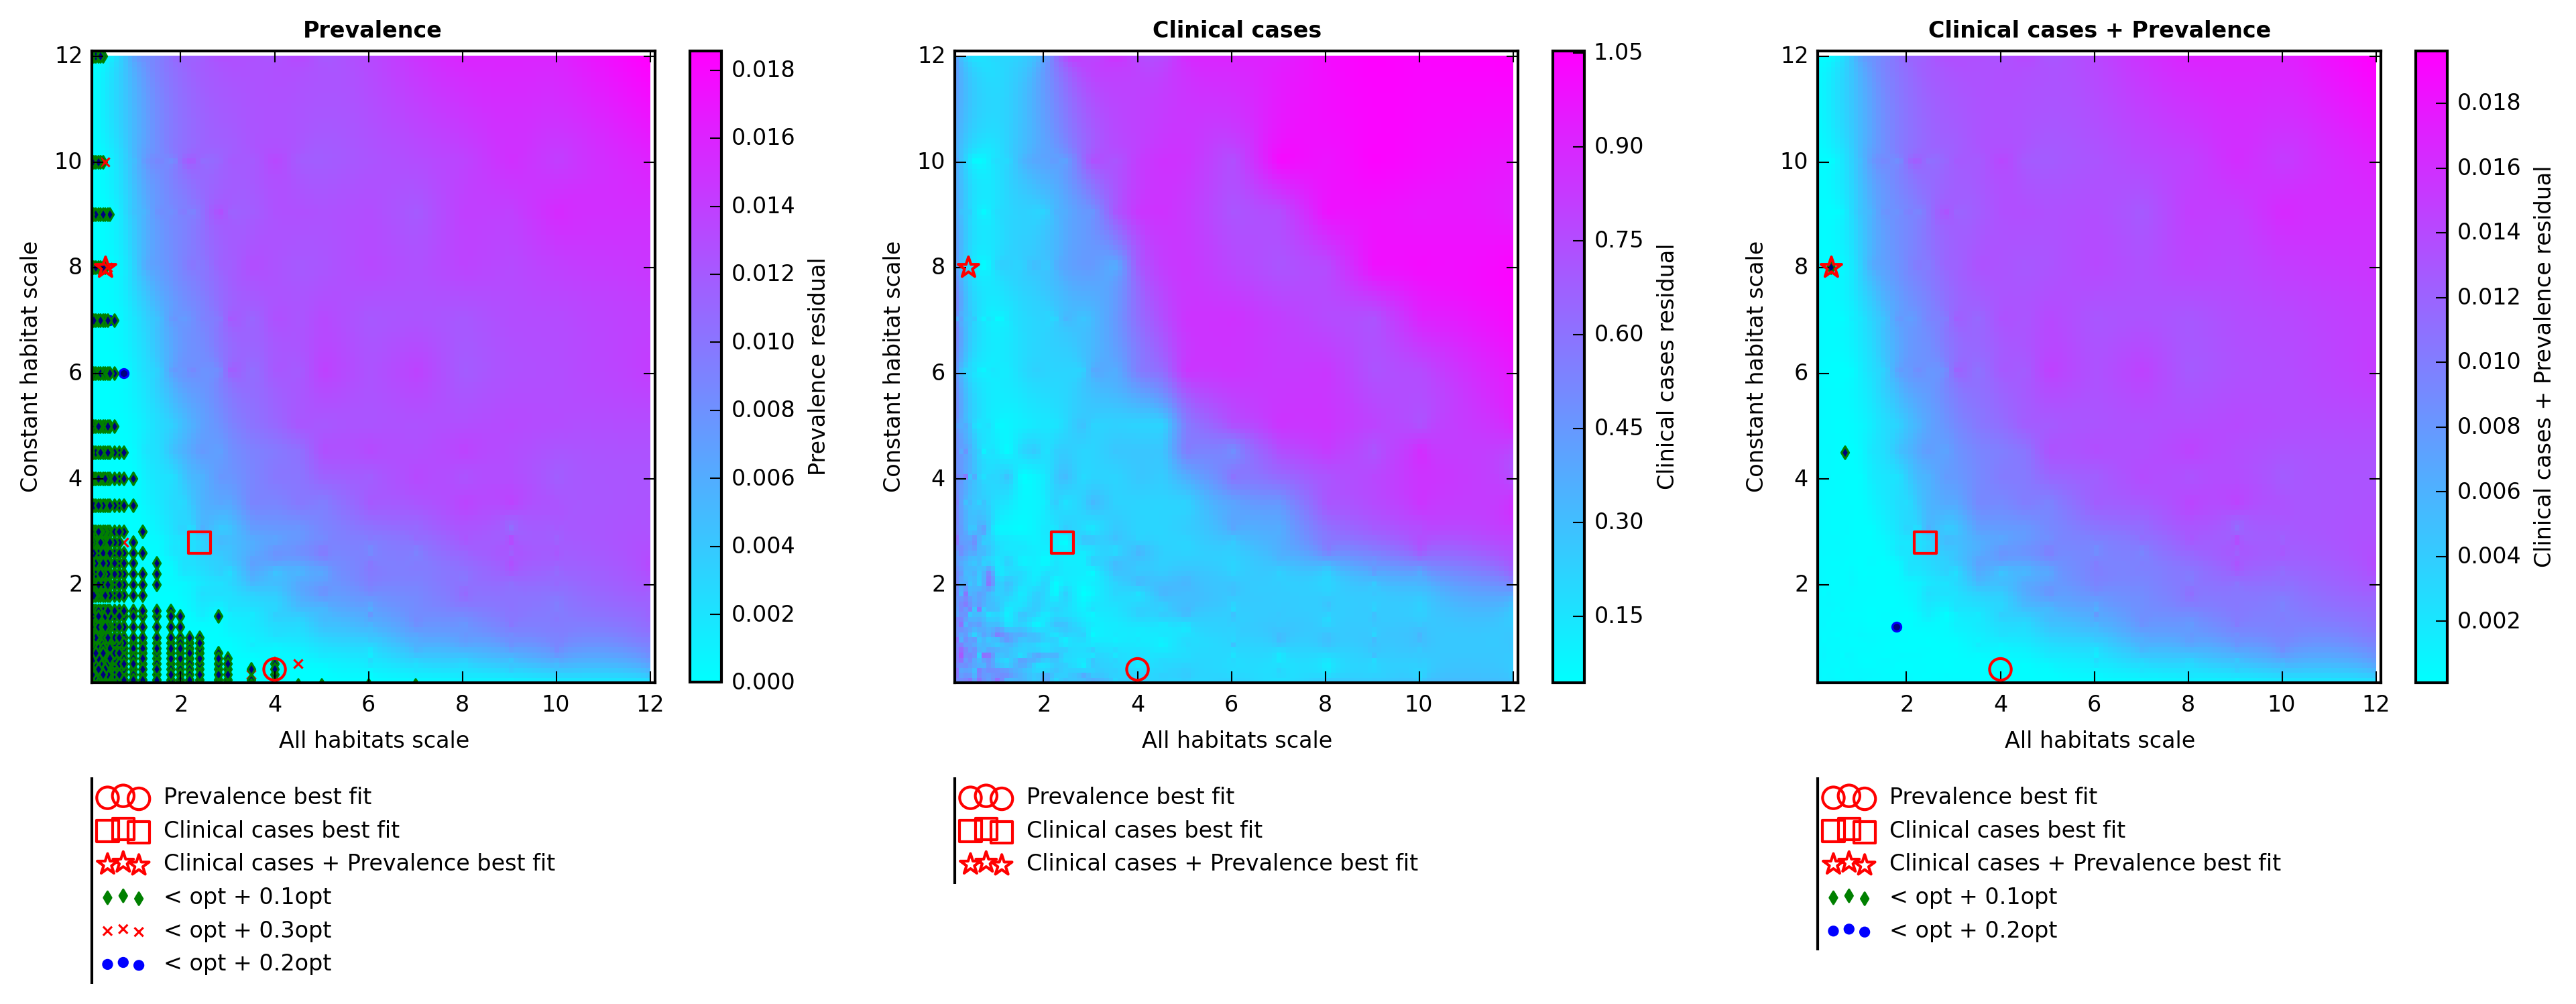 Prevalence
12
10
8
6
4
2
2 4 6 8 10 12
Constant habitat scale
All habitats scale
0.018
0.016
0.014
0.012
0.010
0.008
0.006
0.004
0.002
0.000
Prevalence residual
Prevalence best fit
Clinical cases best fit
Clinical cases + Prevalence best fit
< opt + 0.1opt
< opt + 0.3opt
< opt + 0.2opt
Clinical cases
12
10
8
6
4
2
2 4 6 8 10 12
Constant habitat scale
All habitats scale
1.05
0.90
0.75
0.60
0.45
0.30
0.15
Clinical cases residual
Prevalence best fit
Clinical cases best fit
Clinical cases + Prevalence best fit
Clinical cases + Prevalence
12
10
8
6
4
2
2 4 6 8 10 12
Constant habitat scale
All habitats scale
0.018
0.016
0.014
0.012
0.010
0.008
0.006
0.004
0.002
Clinical cases + Prevalence residual
Prevalence best fit
Clinical cases best fit
Clinical cases + Prevalence best fit
< opt + 0.1opt
< opt + 0.2opt